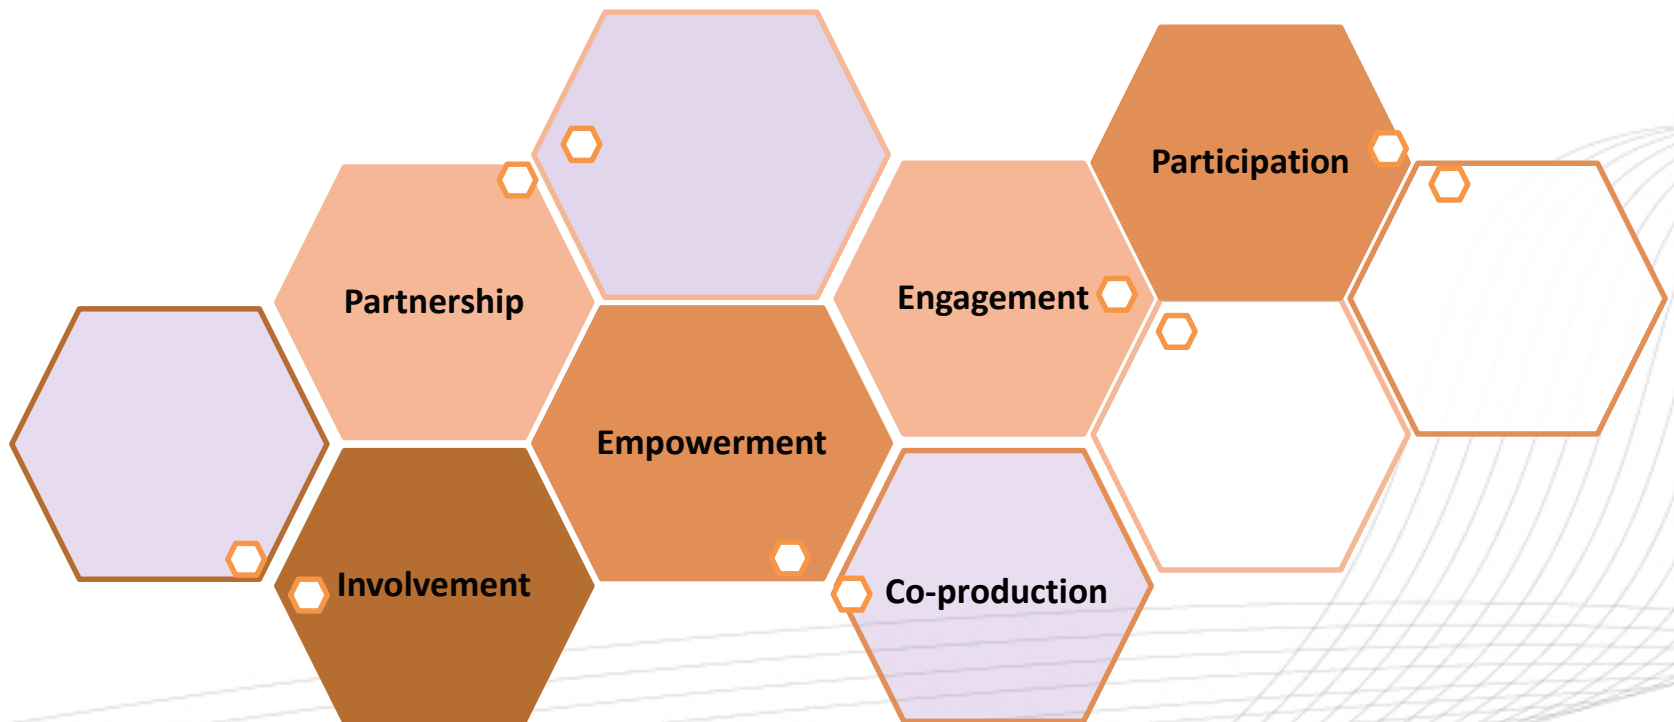 Participation
Partnership
Engagement
Empowerment
Involvement
Co-production